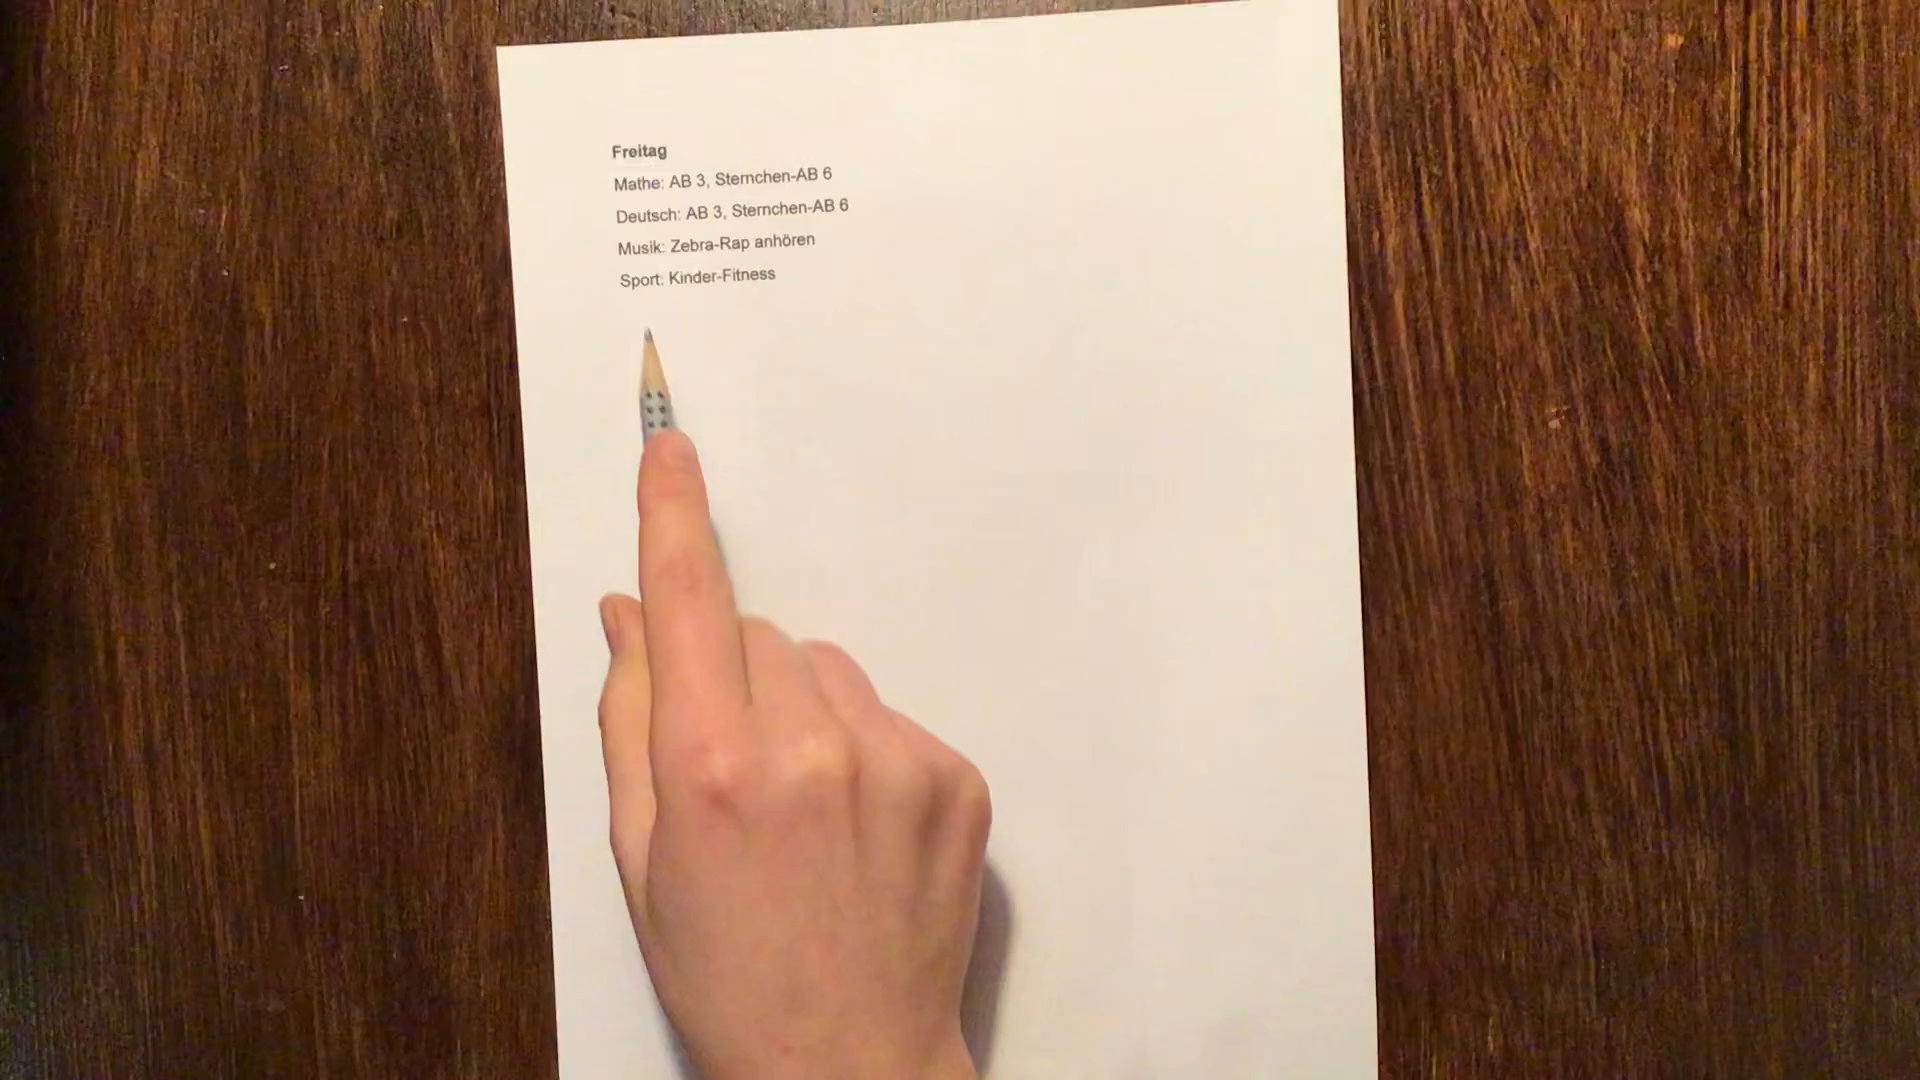 Freitag
Mathe: AB 3, Sternchen-AB 6
Deutsch: AB 3, Sternchen-AB 6
Musik: Zebra-Rap anhören
Sport: Kinder-Fitness